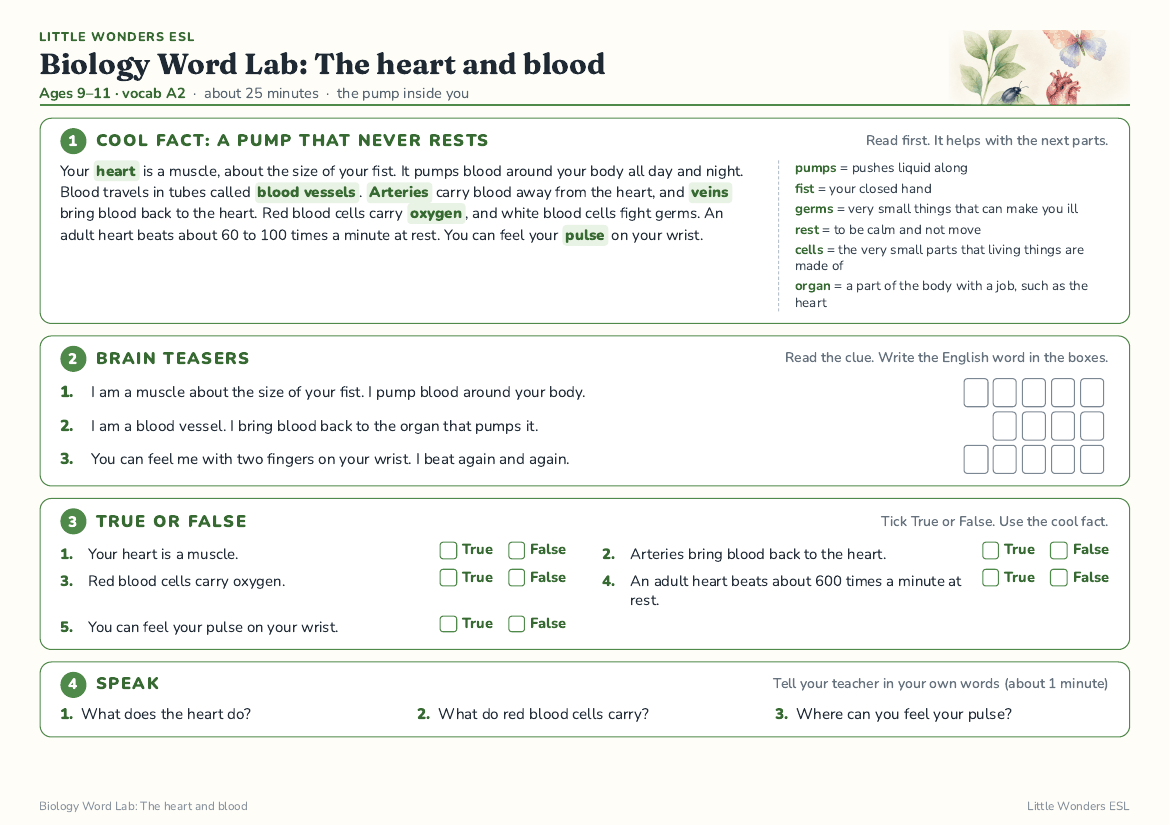 LITTLE WONDERS ESL
Biology Word Lab: The heart and blood
Ages 9–11 · vocab A2 · about 25 minutes · the pump inside you
1 COOL FACT: A PUMP THAT NEVER RESTS
Read first. It helps with the next parts.
Your heart is a muscle, about the size of your fist. It pumps blood around your body all day and night.
Blood travels in tubes called blood vessels. Arteries carry blood away from the heart, and veins
bring blood back to the heart. Red blood cells carry oxygen, and white blood cells fight germs. An
adult heart beats about 60 to 100 times a minute at rest. You can feel your pulse on your wrist.
pumps = pushes liquid along
fist = your closed hand
germs = very small things that can make you ill
rest = to be calm and not move
cells = the very small parts that living things are
made of
organ = a part of the body with a job, such as the
heart
2 BRAIN TEASERS
Read the clue. Write the English word in the boxes.
1. I am a muscle about the size of your fist. I pump blood around your body.
2. I am a blood vessel. I bring blood back to the organ that pumps it.
3. You can feel me with two fingers on your wrist. I beat again and again.
3 TRUE OR FALSE
Tick True or False. Use the cool fact.
1. Your heart is a muscle. True False
2. Arteries bring blood back to the heart. True False
3. Red blood cells carry oxygen. True False
4. An adult heart beats about 600 times a minute at True False
rest.
5. You can feel your pulse on your wrist. True False
4 SPEAK
Tell your teacher in your own words (about 1 minute)
1. What does the heart do?
2. What do red blood cells carry?
3. Where can you feel your pulse?
Biology Word Lab: The heart and blood
Little Wonders ESL